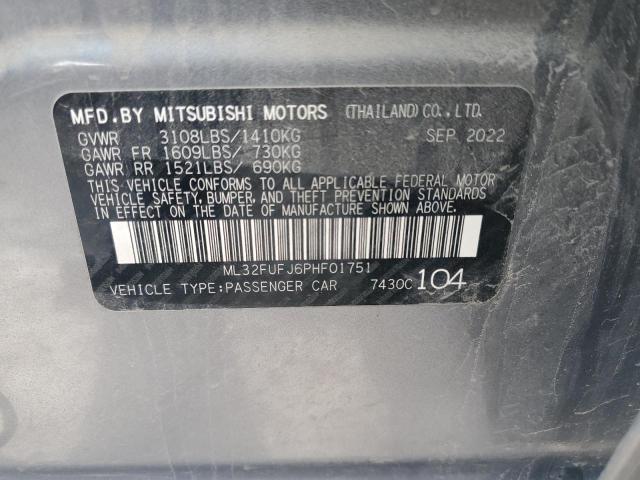 MFD.BY MITSUBISHI MOTORS (THAILAND)CO.,LTD.
GVWR 3108LBS/1410KG SEP.2022
GAWR FR 1609LBS/ 730KG
GAWR RR 1521LBS/ 690KG
THIS VEHICLE CONFORMS TO ALL APPLICABLE FEDERAL MOTOR
VEHICLE SAFETY, BUMPER, AND THEFT PREVENTION STANDARDS
IN EFFECT ON THE DATE OF MANUFACTURE SHOWN ABOVE.
ML32FUFJ6PHF01751
VEHICLE TYPE:PASSENGER CAR 7430C 104